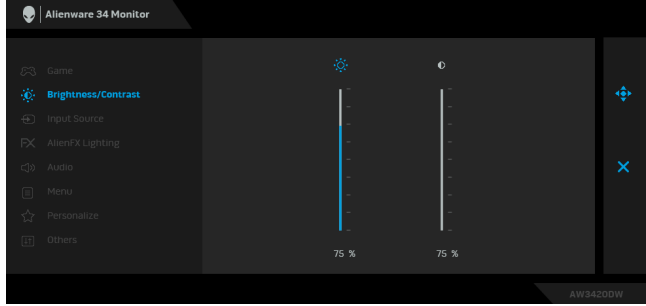 Alienware 34 Monitor
Game
Brightness/Contrast
Input Source
AlienFX Lighting
Audio
Menu
Personalize
Others
75 %
75 %
AW3420DW